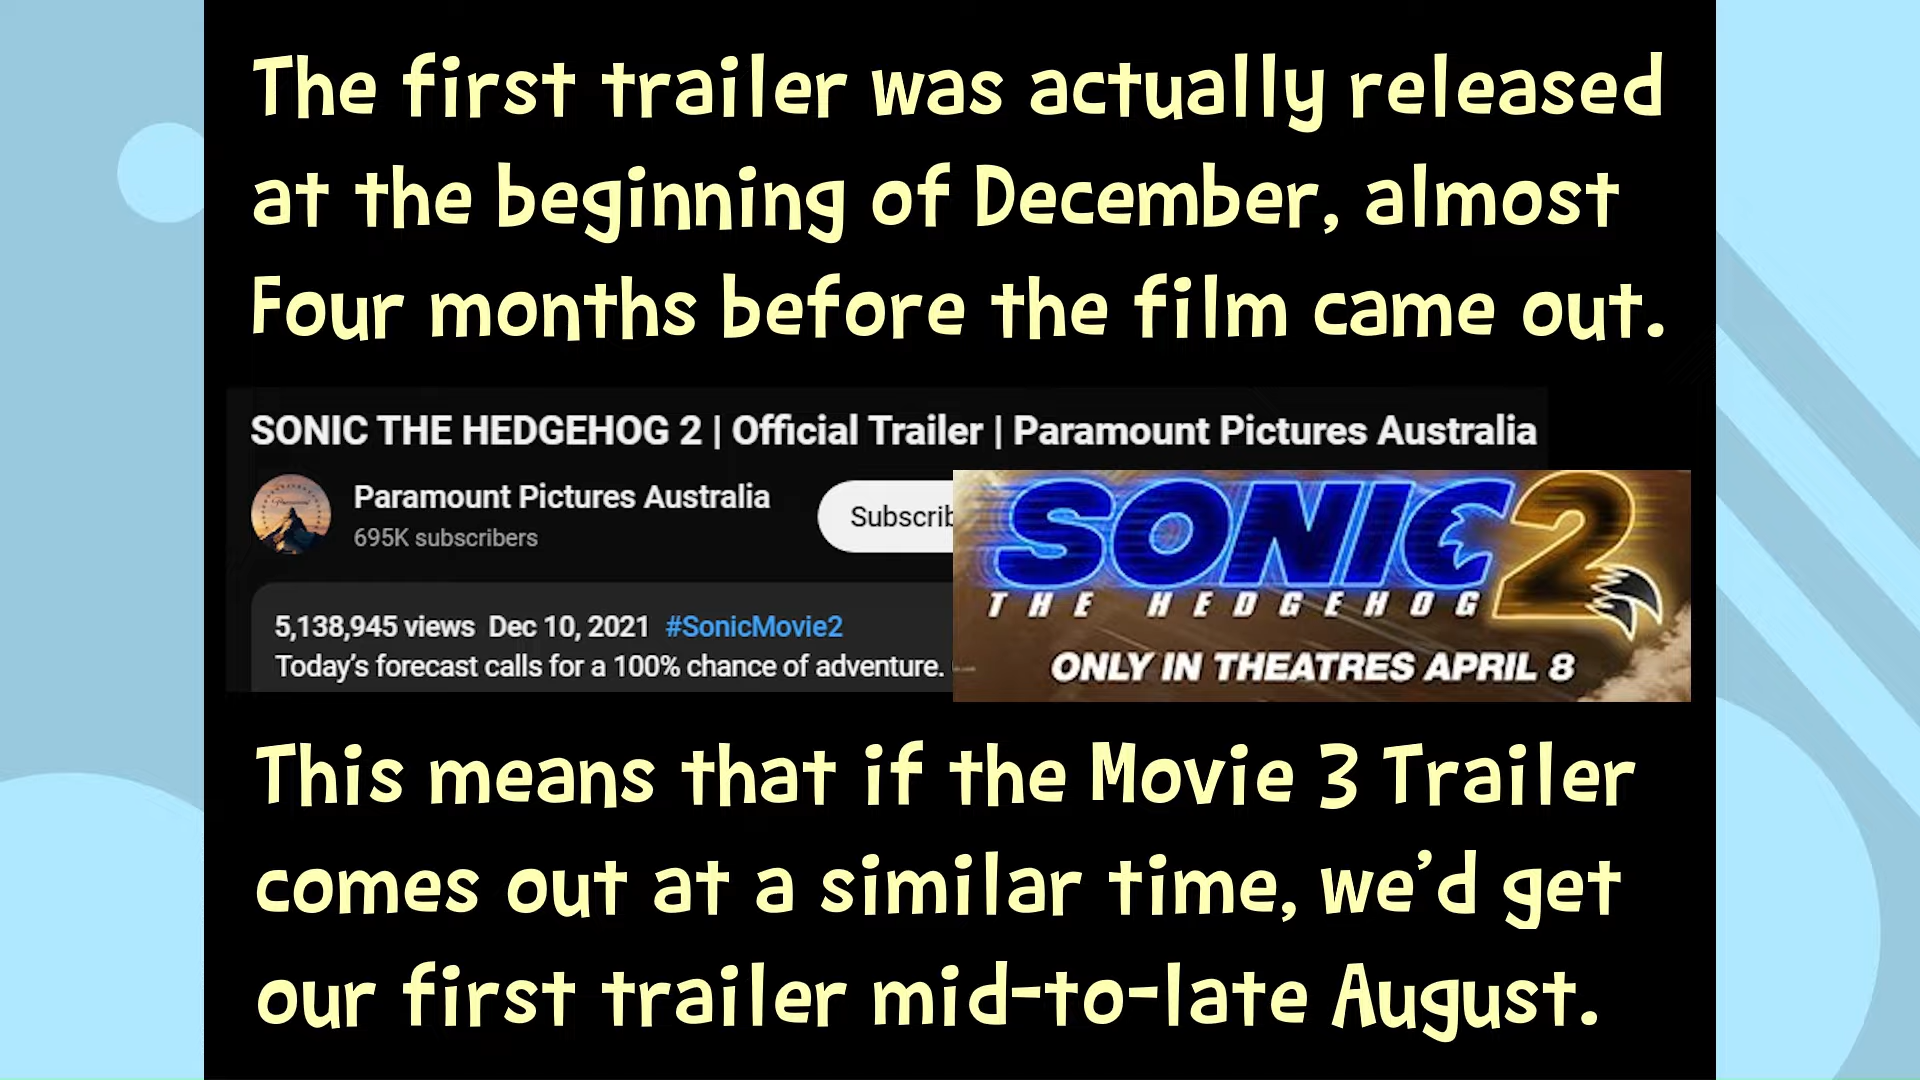 The first trailer was actually released
at the beginning of December, almost
Four months before the film came out.
SONIC THE HEDGEHOG 2 | Official Trailer | Paramount Pictures Australia
Paramount Pictures Australia
695K subscribers
Subscrib
5,138,945 views Dec 10, 2021 #SonicMovie2
Today's forecast calls for a 100% chance of adventure.
SONIC 2
THE HEDGEHOG
ONLY IN THEATRES APRIL 8
This means that if the Movie 3 Trailer
comes out at a similar time, we'd get
our first trailer mid-to-late August.